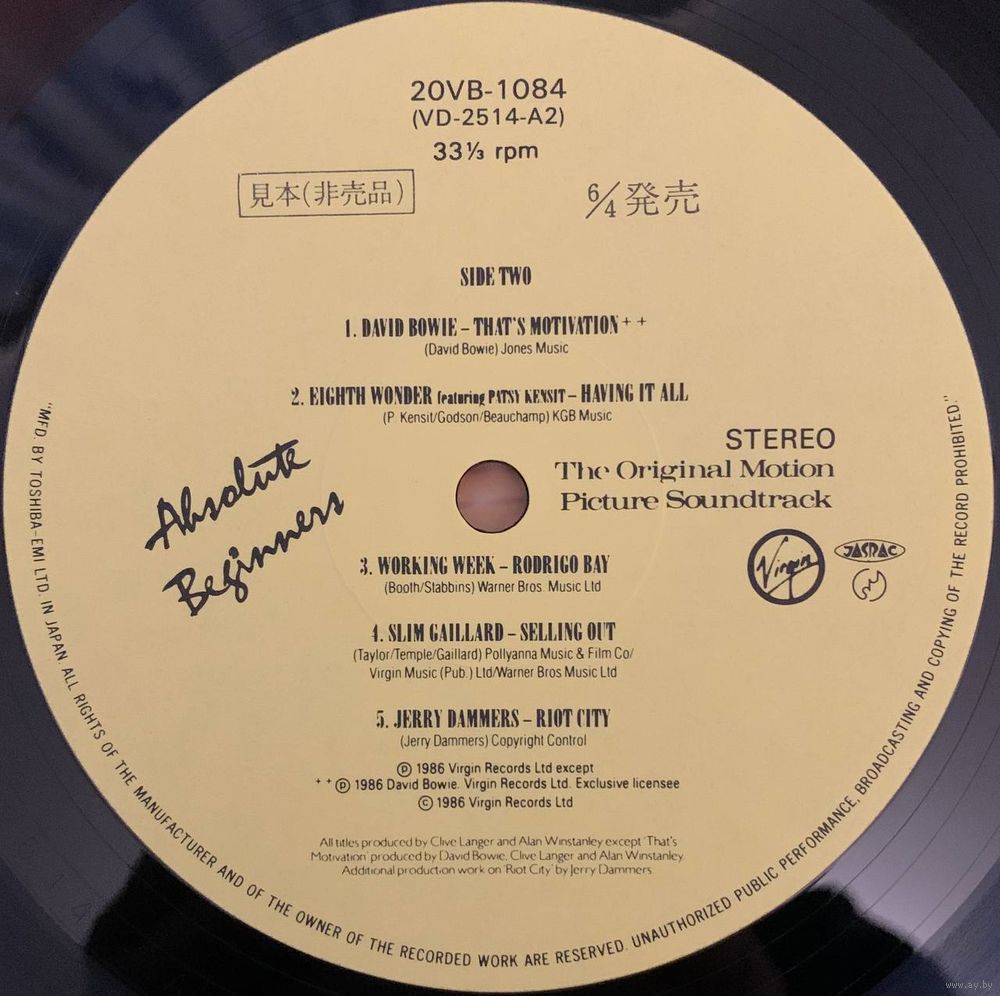 20VB-1084
(VD-2514-A2)
33⅓ rpm
見本(非売品)
6/4 発売
SIDE TWO
1. DAVID BOWIE – THAT'S MOTIVATION + +
(David Bowie) Jones Music
2. EIGHTH WONDER featuring PATSY KENSIT – HAVING IT ALL
(P. Kensit/Godson/Beauchamp) KGB Music
STEREO
The Original Motion
Picture Soundtrack
Absolute
Beginners
Virgin
JASRAC
3. WORKING WEEK – RODRIGO BAY
(Booth/Slabbins) Warner Bros. Music Ltd
4. SLIM GAILLARD – SELLING OUT
(Taylor/Temple/Gaillard) Pollyanna Music & Film Co/
Virgin Music (Pub.) Ltd/Warner Bros Music Ltd
5. JERRY DAMMERS – RIOT CITY
(Jerry Dammers) Copyright Control
Ⓟ 1986 Virgin Records Ltd except
+ + Ⓟ 1986 David Bowie. Virgin Records Ltd. Exclusive licensee
© 1986 Virgin Records Ltd
All titles produced by Clive Langer and Alan Winstanley except 'That's
Motivation' produced by David Bowie, Clive Langer and Alan Winstanley.
Additional production work on 'Riot City' by Jerry Dammers.
"MFD. BY TOSHIBA-EMI LTD. IN JAPAN ALL RIGHTS OF THE MANUFACTURER AND OF THE OWNER OF THE RECORDED WORK ARE RESERVED. UNAUTHORIZED PUBLIC PERFORMANCE, BROADCASTING AND COPYING OF THE RECORD PROHIBITED."
www.ay.by